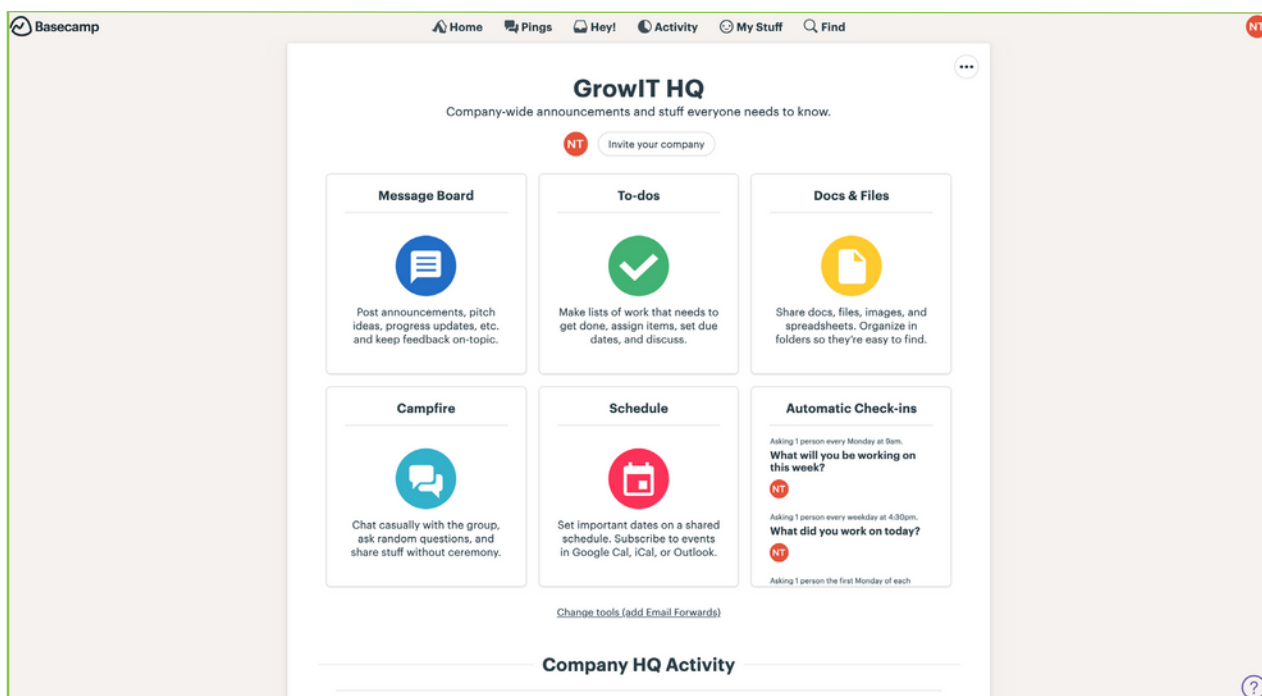 Basecamp
Home Pings Hey! Activity My Stuff Find
NT
GrowIT HQ
Company-wide announcements and stuff everyone needs to know.
NT Invite your company
Message Board
Post announcements, pitch
ideas, progress updates, etc.
and keep feedback on-topic.
To-dos
Make lists of work that needs to
get done, assign items, set due
dates, and discuss.
Docs & Files
Share docs, files, images, and
spreadsheets. Organize in
folders so they're easy to find.
Campfire
Chat casually with the group,
ask random questions, and
share stuff without ceremony.
Schedule
Set important dates on a shared
schedule. Subscribe to events
in Google Cal, iCal, or Outlook.
Automatic Check-ins
Asking 1 person every Monday at 9am.
What will you be working on
this week?
NT
Asking 1 person every weekday at 4:30pm.
What did you work on today?
NT
Asking 1 person the first Monday of each
Change tools (add Email Forwards)
Company HQ Activity
?